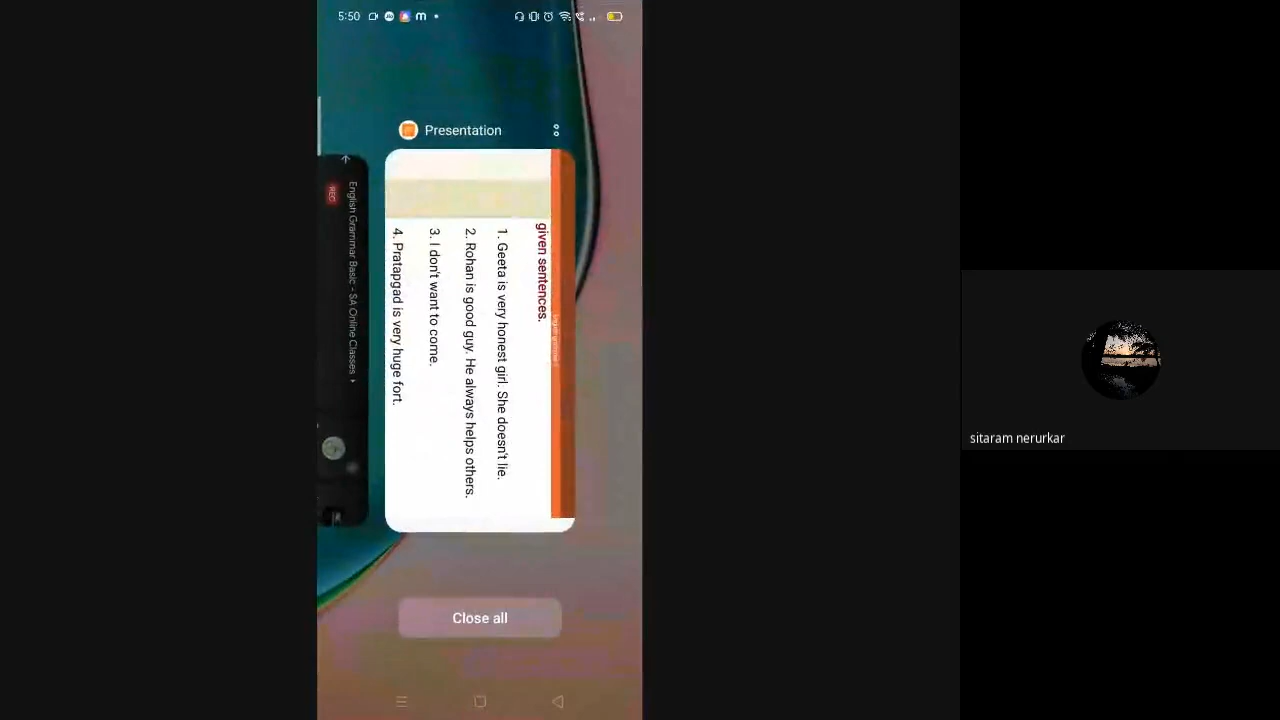 5:50
Presentation
given sentences.
1. Geeta is very honest girl. She doesn't lie.
2. Rohan is good guy. He always helps others.
3. I don't want to come.
4. Pratapgad is very huge fort.
REC
English Grammar Basic - SA Online Classes
Close all
sitaram nerurkar